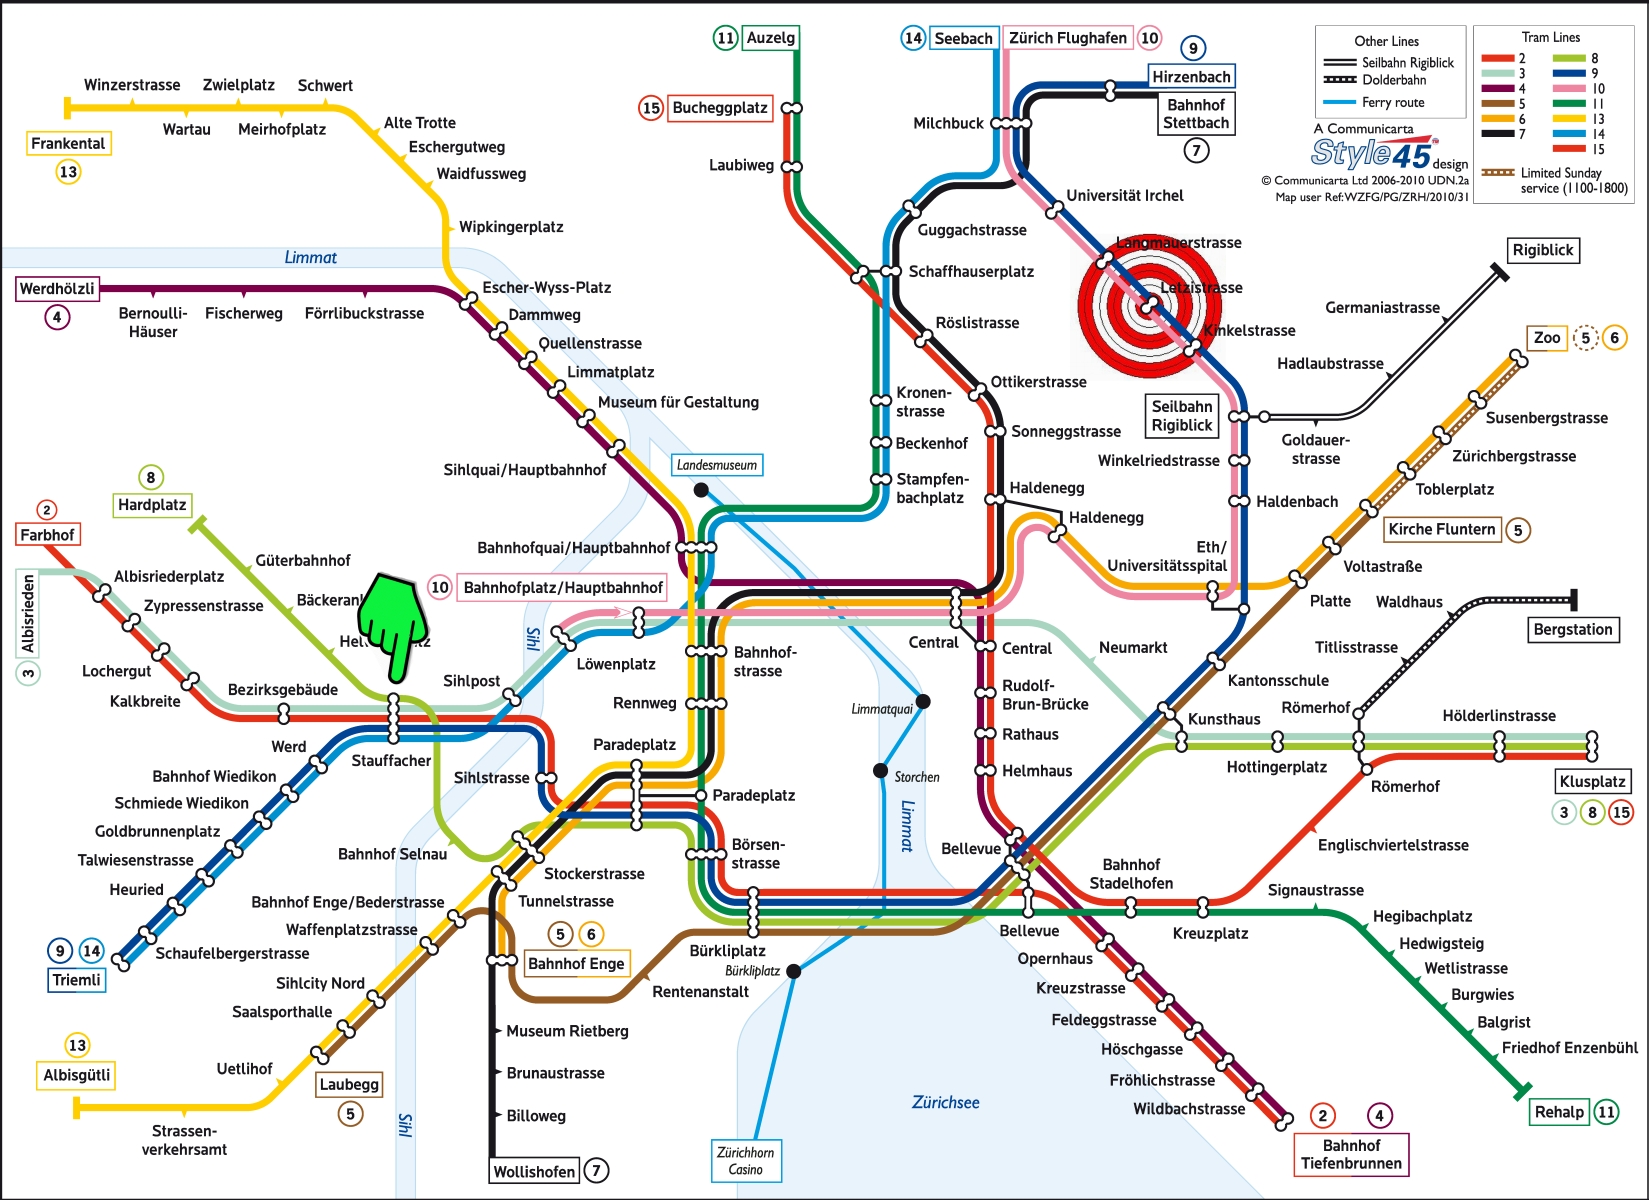 11 Auzelg
14 Seebach
Zürich Flughafen 10
9
Hirzenbach
Bahnhof
Stettbach
7
15 Bucheggplatz
Milchbuck
Laubiweg
Other Lines
Seilbahn Rigiblick
Dolderbahn
Ferry route
Tram Lines
2
3
4
5
6
7
8
9
10
11
13
14
15
Limited Sunday
service (1100-1800)
A Communicarta
Style 45 design
© Communicarta Ltd 2006-2010 UDN.2a
Map user Ref:WZFG/PG/ZRH/2010/31
Winzerstrasse
Zwielplatz
Schwert
Wartau
Meirhofplatz
Frankental
13
Alte Trotte
Eschergutweg
Waidfussweg
Wipkingerplatz
Limmat
Werdhölzli
4
Bernoulli-
Häuser
Fischerweg
Förrlibuckstrasse
Escher-Wyss-Platz
Dammweg
Quellenstrasse
Limmatplatz
Museum für Gestaltung
Sihlquai/Hauptbahnhof
Universität Irchel
Guggachstrasse
Langmauerstrasse
Schaffhauserplatz
Letzistrasse
Röslistrasse
Kinkelstrasse
Rigiblick
Germaniastrasse
Hadlaubstrasse
Goldauer-
strasse
Seilbahn
Rigiblick
Zoo 5 6
Ottikerstrasse
Kronen-
strasse
Sonneggstrasse
Beckenhof
Winkelriedstrasse
Stampfen-
bachplatz
Haldenegg
Haldenegg
Haldenbach
Susenbergstrasse
Zürichbergstrasse
Toblerplatz
Kirche Fluntern 5
Voltastraße
Platte
Eth/
Universitätsspital
Landesmuseum
8
Hardplatz
2
Farbhof
Albisrieden
3
Güterbahnhof
Albisriederplatz
Zypressenstrasse
Lochergut
Kalkbreite
Bezirksgebäude
Bahnhofquai/Hauptbahnhof
10 Bahnhofplatz/Hauptbahnhof
Sihl
Löwenplatz
Sihlpost
Bahnhof-
strasse
Rennweg
Central
Central
Neumarkt
Rudolf-
Brun-Brücke
Rathaus
Helmhaus
Limmatquai
Storchen
Limmat
Waldhaus
Bergstation
Titlisstrasse
Kantonsschule
Kunsthaus
Römerhof
Hölderlinstrasse
Hottingerplatz
Römerhof
Klusplatz
3 8 15
Englischviertelstrasse
Werd
Stauffacher
Bahnhof Wiedikon
Schmiede Wiedikon
Goldbrunnenplatz
Talwiesenstrasse
Heuried
Schaufelbergerstrasse
9 14
Triemli
Sihlstrasse
Paradeplatz
Paradeplatz
Börsen-
strasse
Bahnhof Selnau
Stockerstrasse
Tunnelstrasse
Bahnhof Enge/Bederstrasse
Waffenplatzstrasse
5 6
Bahnhof Enge
Sihlcity Nord
Saalsporthalle
Rentenanstalt
Bürkliplatz
Bürkliplatz
Bellevue
Bahnhof
Stadelhofen
Bellevue
Kreuzplatz
Signaustrasse
Hegibachplatz
Hedwigsteig
Wetlistrasse
Burgwies
Balgrist
Friedhof Enzenbühl
Rehalp 11
Opernhaus
Kreuzstrasse
Feldeggstrasse
Höschgasse
Fröhlichstrasse
Wildbachstrasse
2 4
Bahnhof
Tiefenbrunnen
13
Albisgütli
Uetlihof
Laubegg
5
Strassen-
verkehrsamt
Museum Rietberg
Brunaustrasse
Billoweg
Wollishofen 7
Sihl
Zürichsee
Zürichhorn
Casino